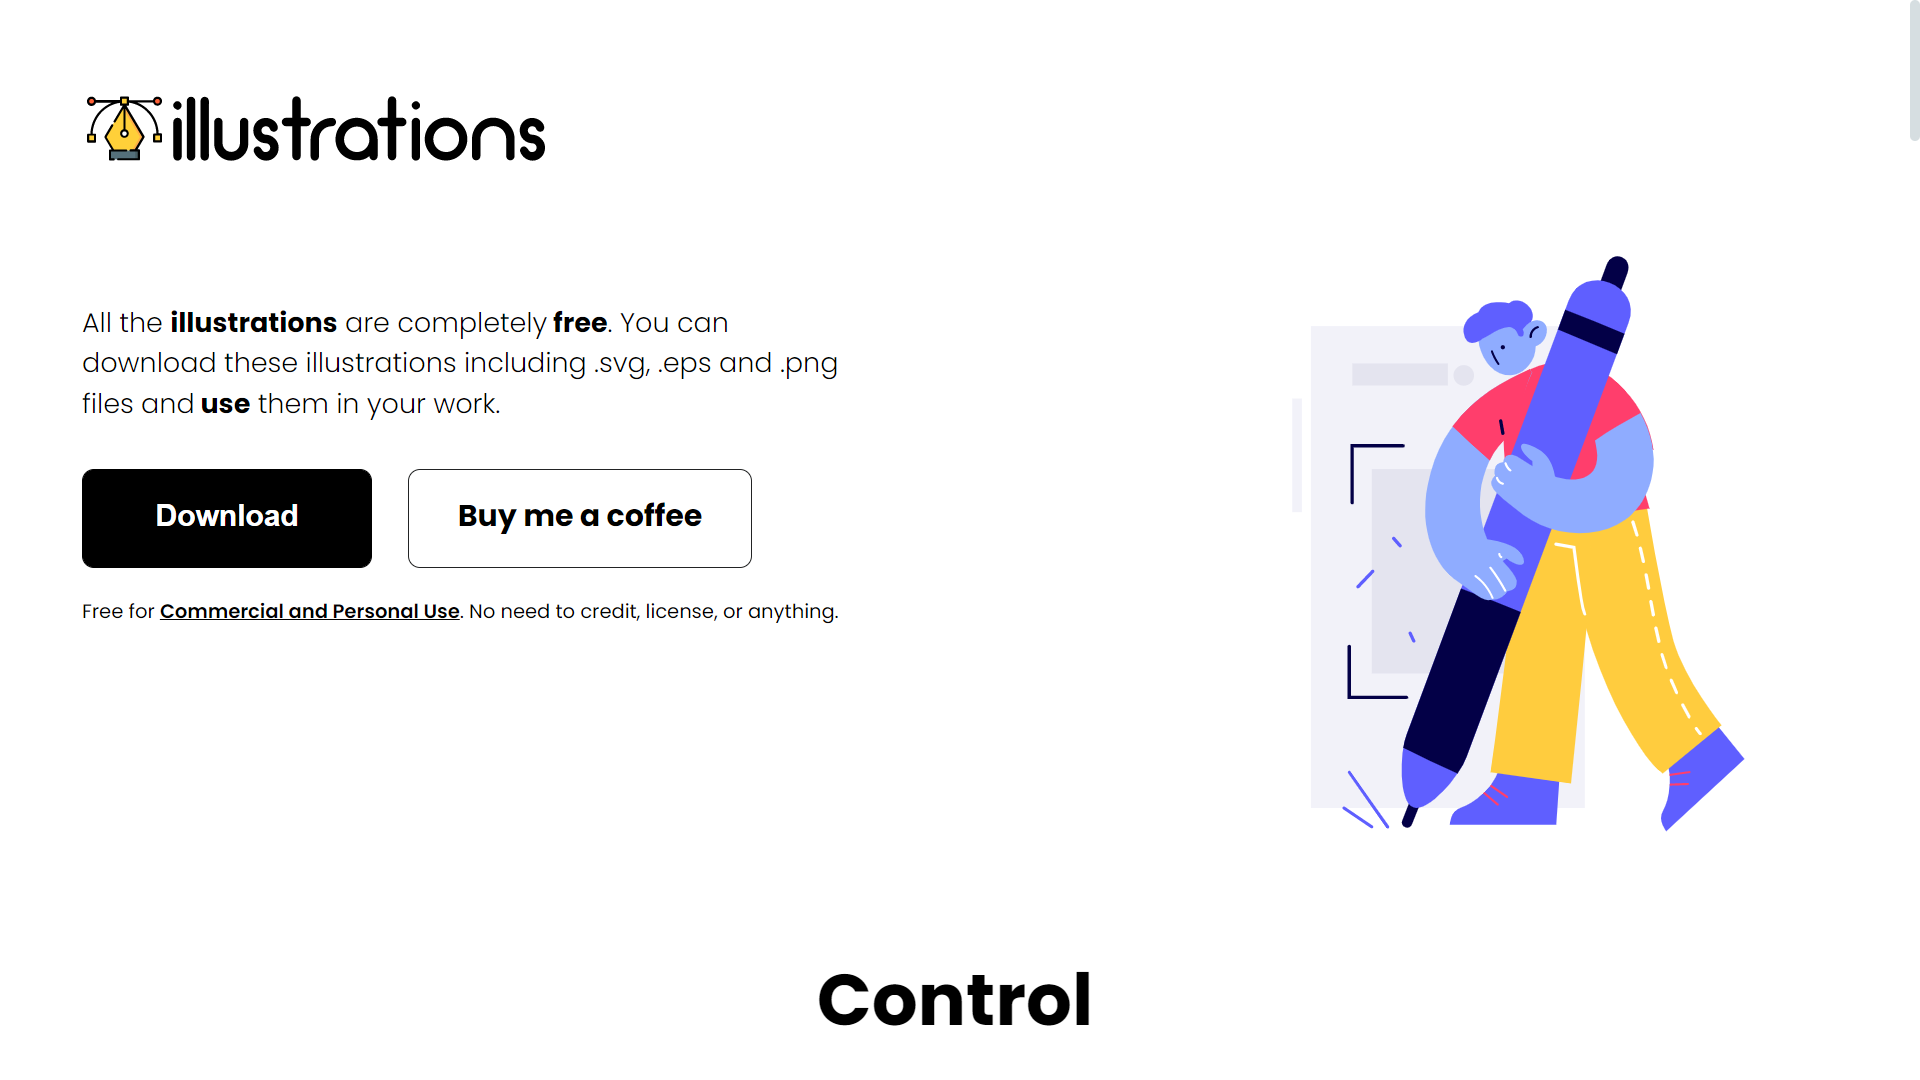 illustrations
All the illustrations are completely free. You can
download these illustrations including .svg, .eps and .png
files and use them in your work.
Download
Buy me a coffee
Free for Commercial and Personal Use. No need to credit, license, or anything.
Control